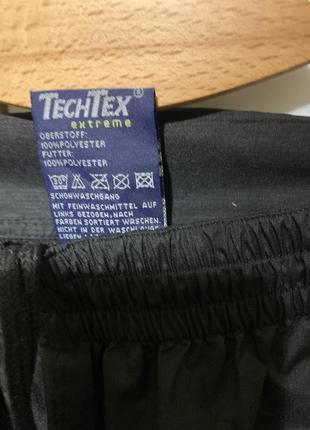 TECHTEX
extreme
OBERSTOFF:
100%POLYESTER
FUTTER:
100%POLYESTER
SCHONWASCHGANG
MIT FEINWASCHMITTEL AUF
LINKS GEZOGEN, NACH
FARBEN SORTIERT WASCHEN.
NICHT IN DER WASCHLAUGE
LIEGEN